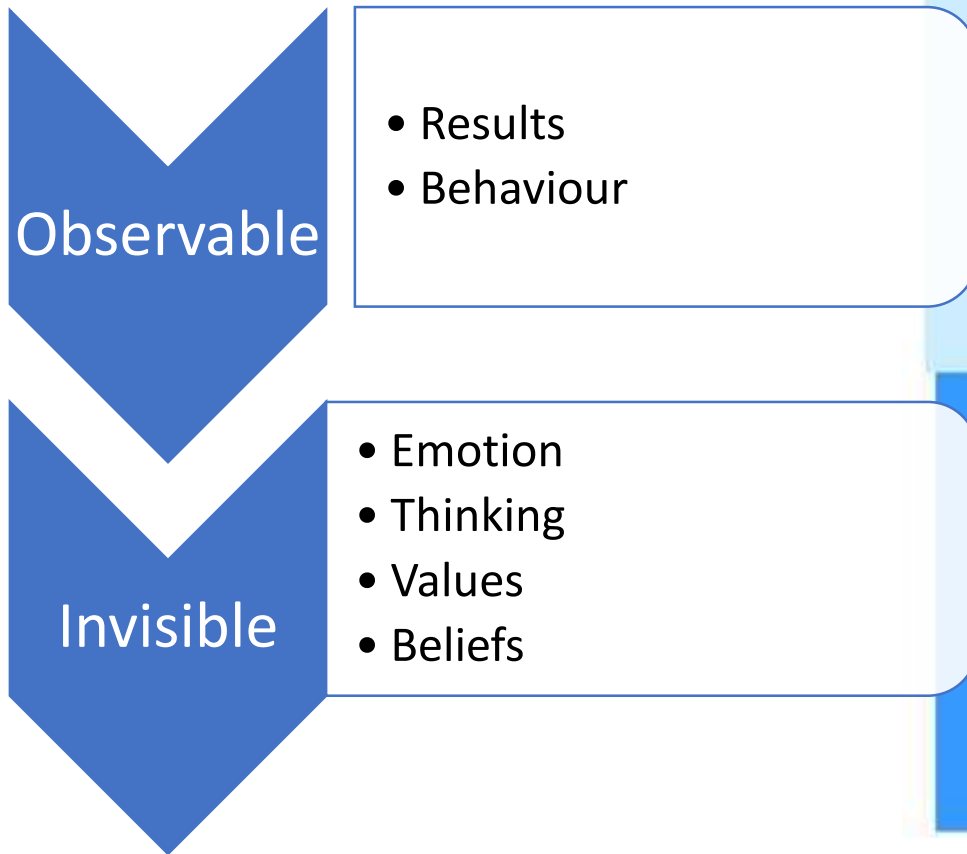 Observable
• Results
• Behaviour
Invisible
• Emotion
• Thinking
• Values
• Beliefs